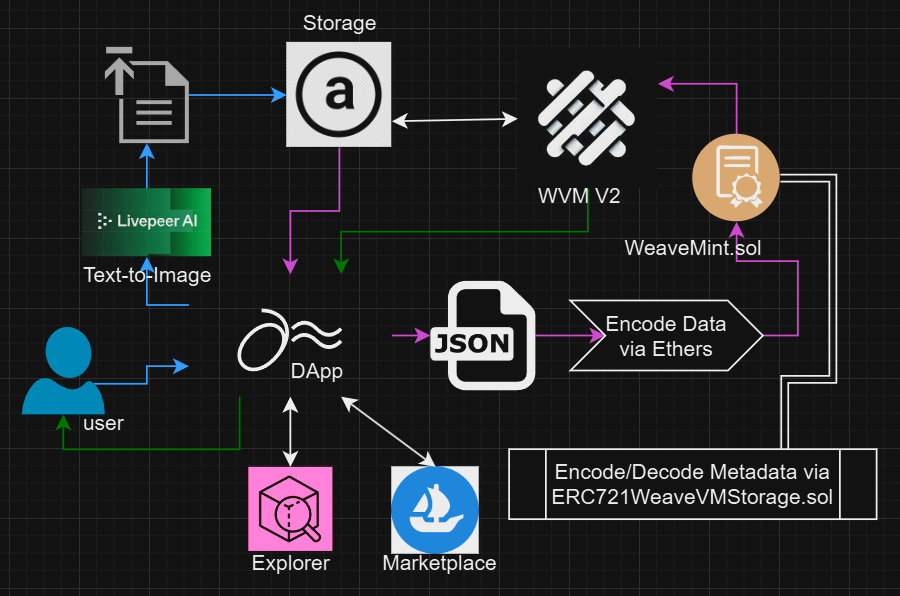 Storage
a
WVM V2
Livepeer AI
Text-to-Image
WeaveMint.sol
JSON
Encode Data
via Ethers
DApp
user
Encode/Decode Metadata via
ERC721WeaveVMStorage.sol
Explorer
Marketplace